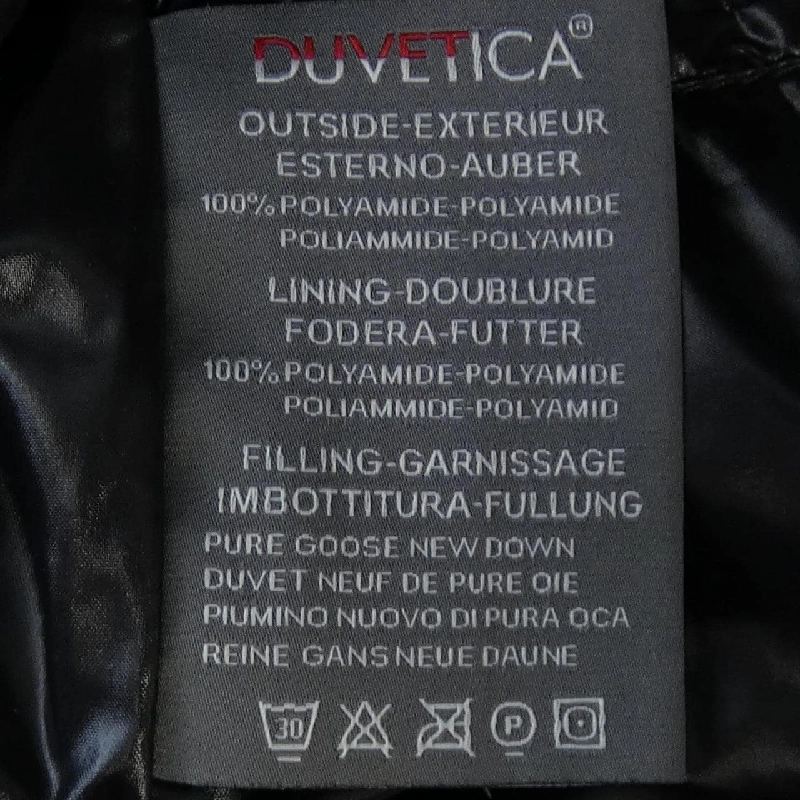 DUVETICA®
OUTSIDE-EXTERIEUR
ESTERNO-AUBER
100% POLYAMIDE-POLYAMIDE
POLIAMMIDE-POLYAMID
LINING-DOUBLURE
FODERA-FUTTER
100% POLYAMIDE-POLYAMIDE
POLIAMMIDE-POLYAMID
FILLING-GARNISSAGE
IMBOTTITURA-FULLUNG
PURE GOOSE NEW DOWN
DUVET NEUF DE PURE OIE
PIUMINO NUOVO DI PURA OCA
REINE GANS NEUE DAUNE
30 P